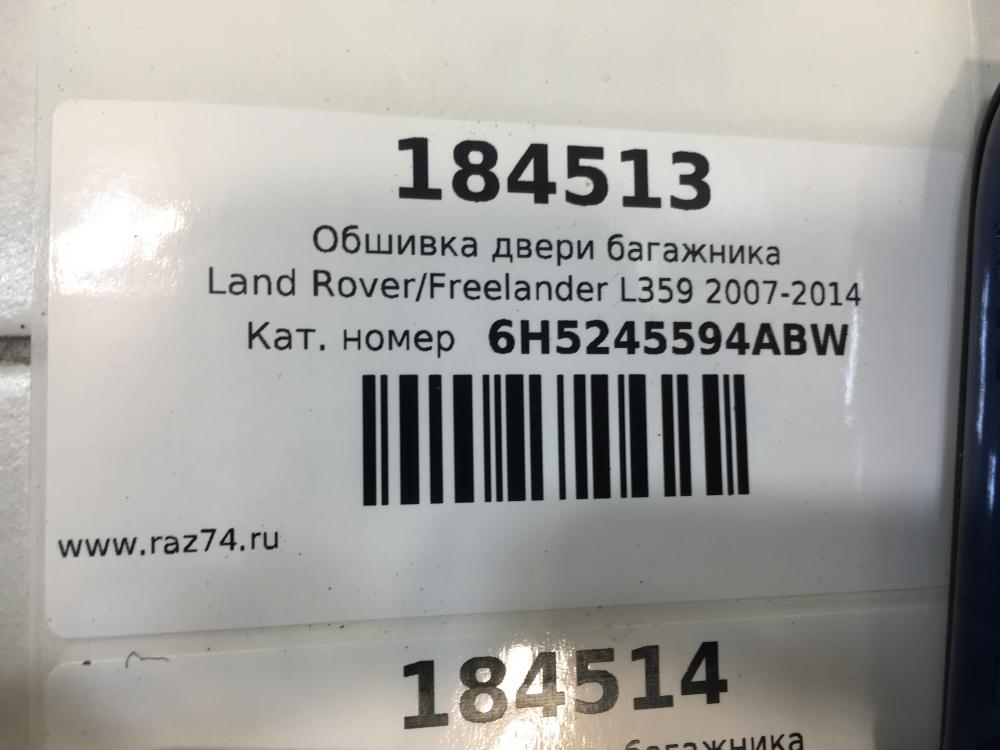 184513
Обшивка двери багажника
Land Rover/Freelander L359 2007-2014
Кат. номер 6H5245594ABW
www.raz74.ru
184514
багажника